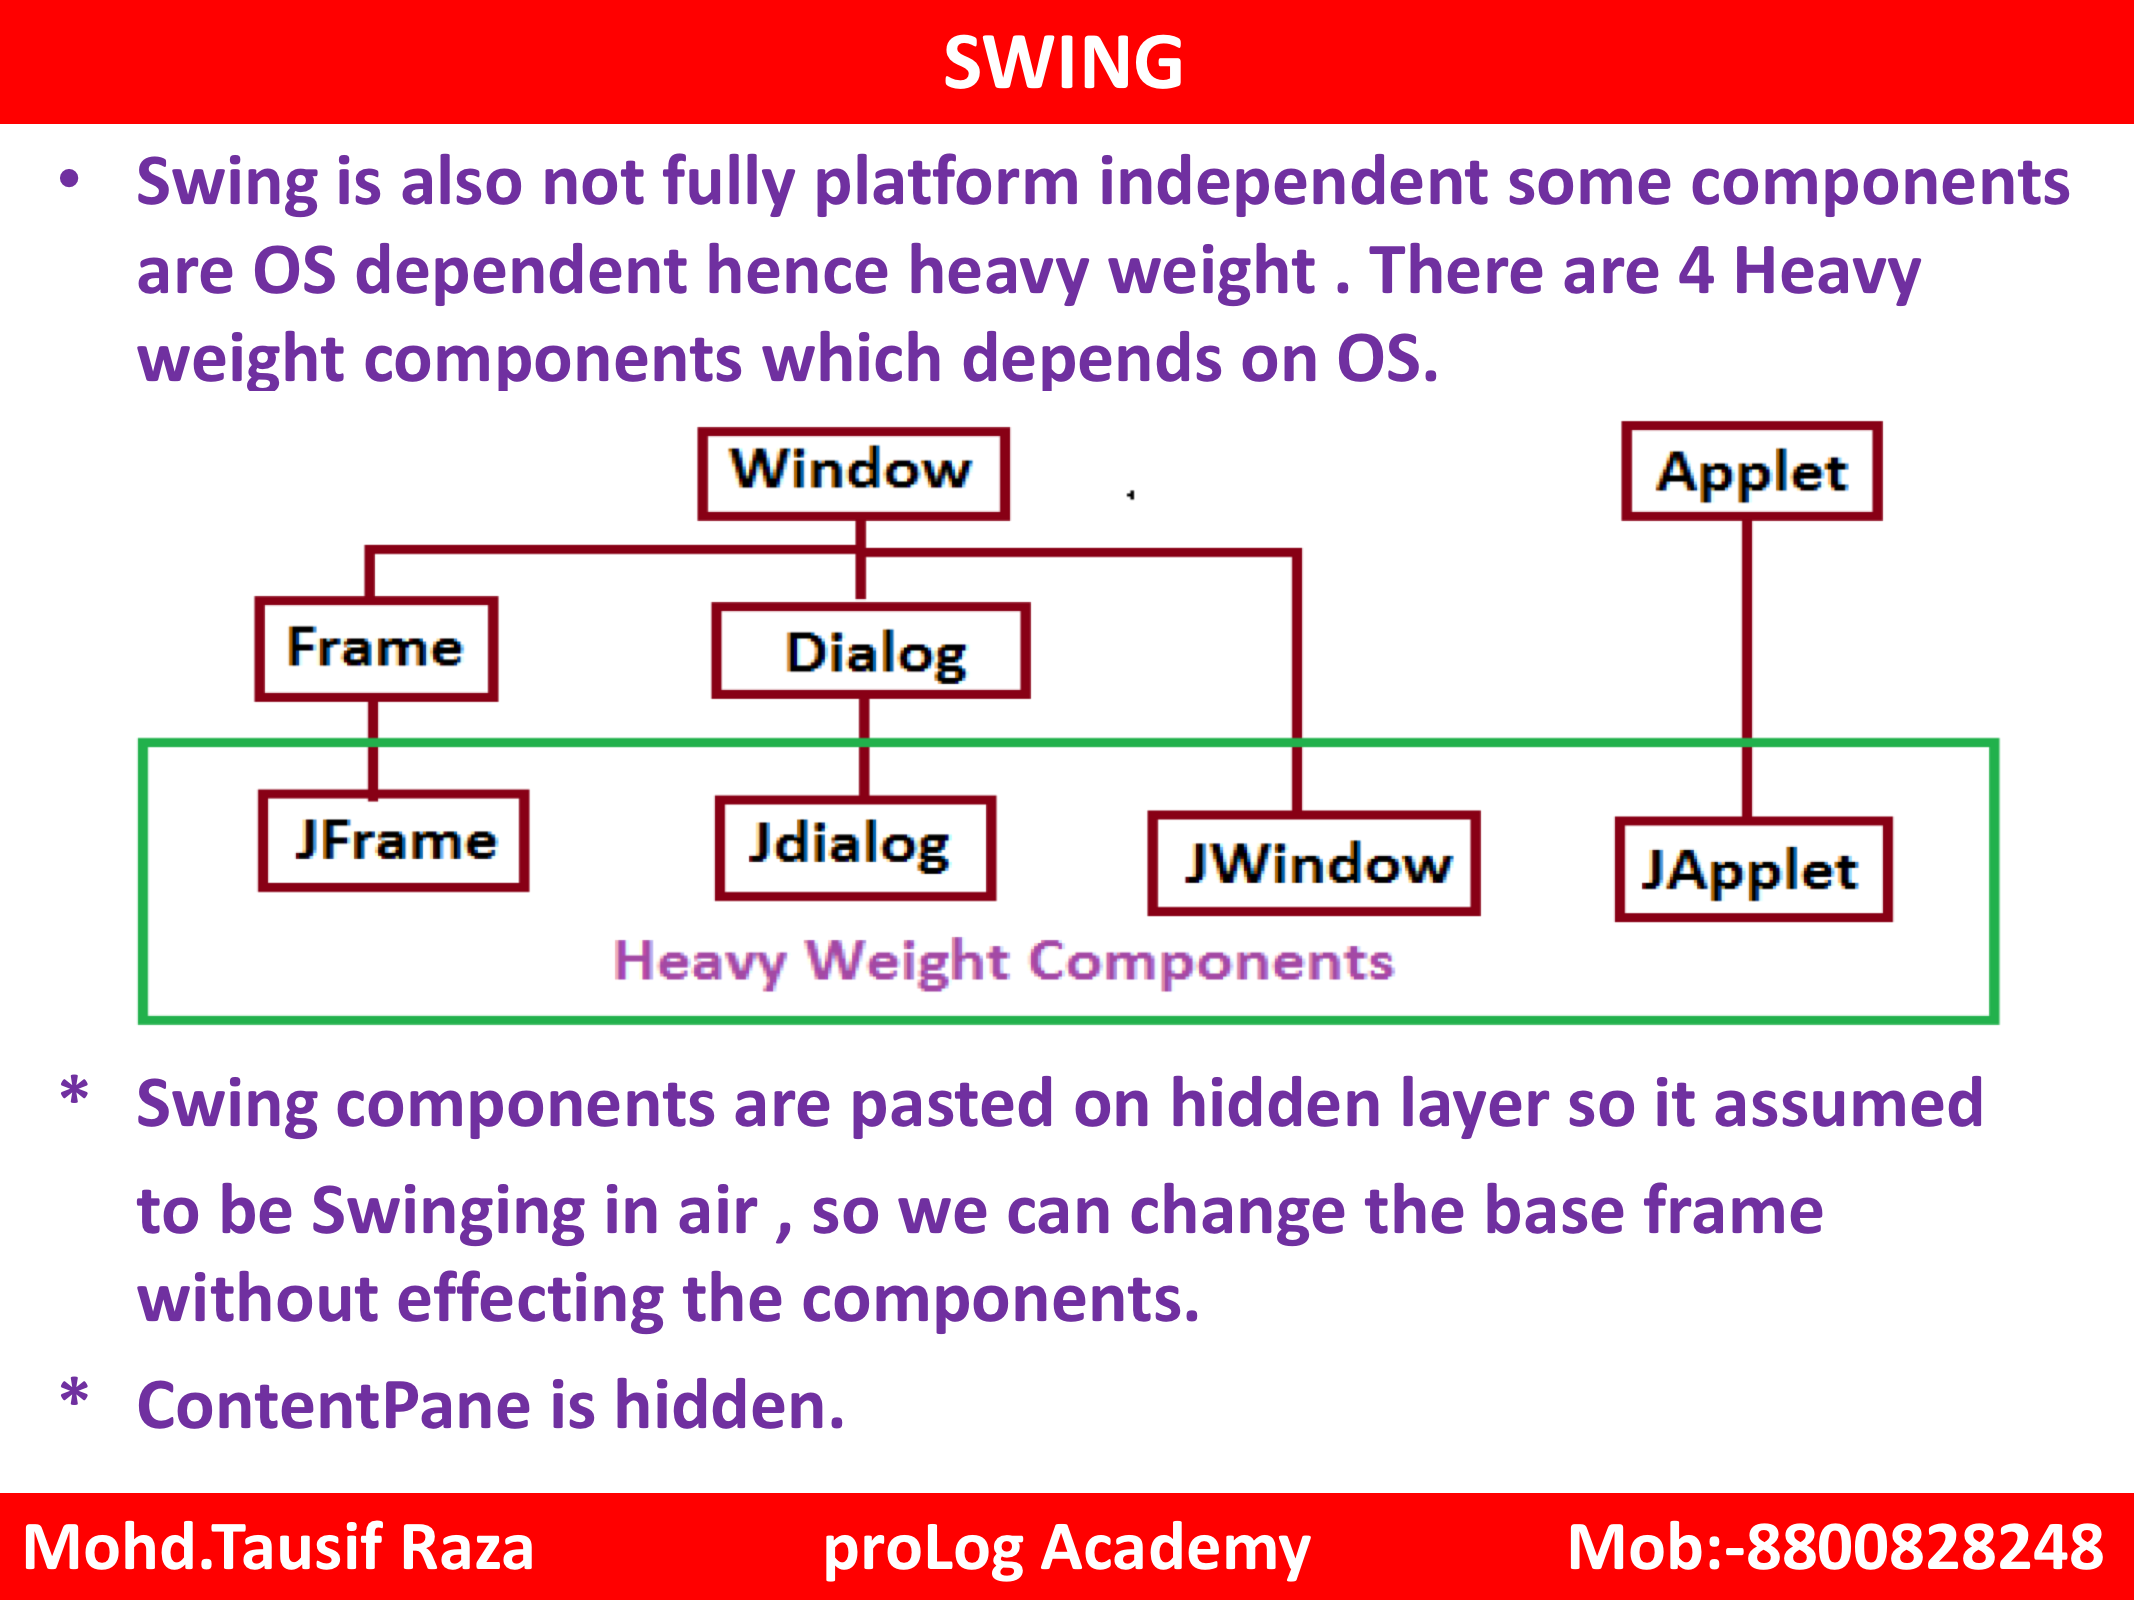 SWING
• Swing is also not fully platform independent some components
are OS dependent hence heavy weight . There are 4 Heavy
weight components which depends on OS.
Window
Applet
Frame
Dialog
JFrame
Jdialog
JWindow
JApplet
Heavy Weight Components
* Swing components are pasted on hidden layer so it assumed
to be Swinging in air , so we can change the base frame
without effecting the components.
* ContentPane is hidden.
Mohd.Tausif Raza proLog Academy Mob:-8800828248